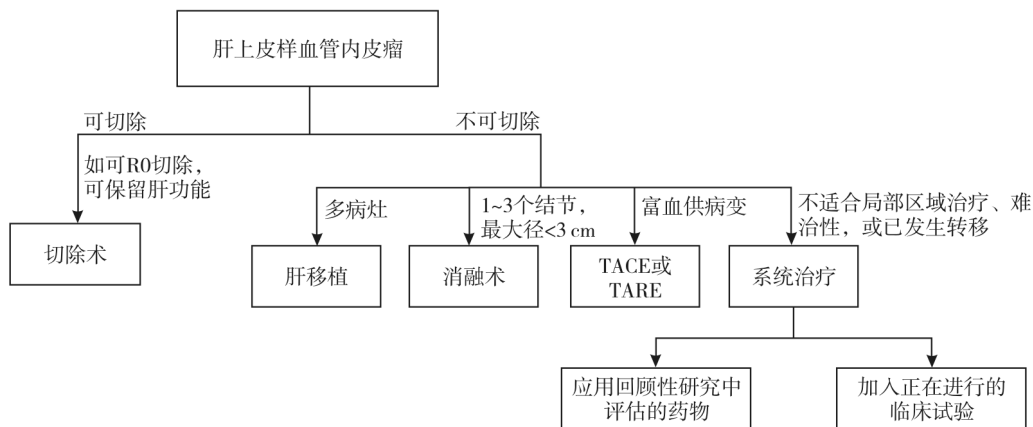 肝上皮样血管内皮瘤
可切除
不可切除
如可R0切除，
可保留肝功能
多病灶
1~3个结节，
最大径<3 cm
富血供病变
不适合局部区域治疗、难
治性，或已发生转移
切除术
肝移植
消融术
TACE或
TARE
系统治疗
应用回顾性研究中
评估的药物
加入正在进行的
临床试验